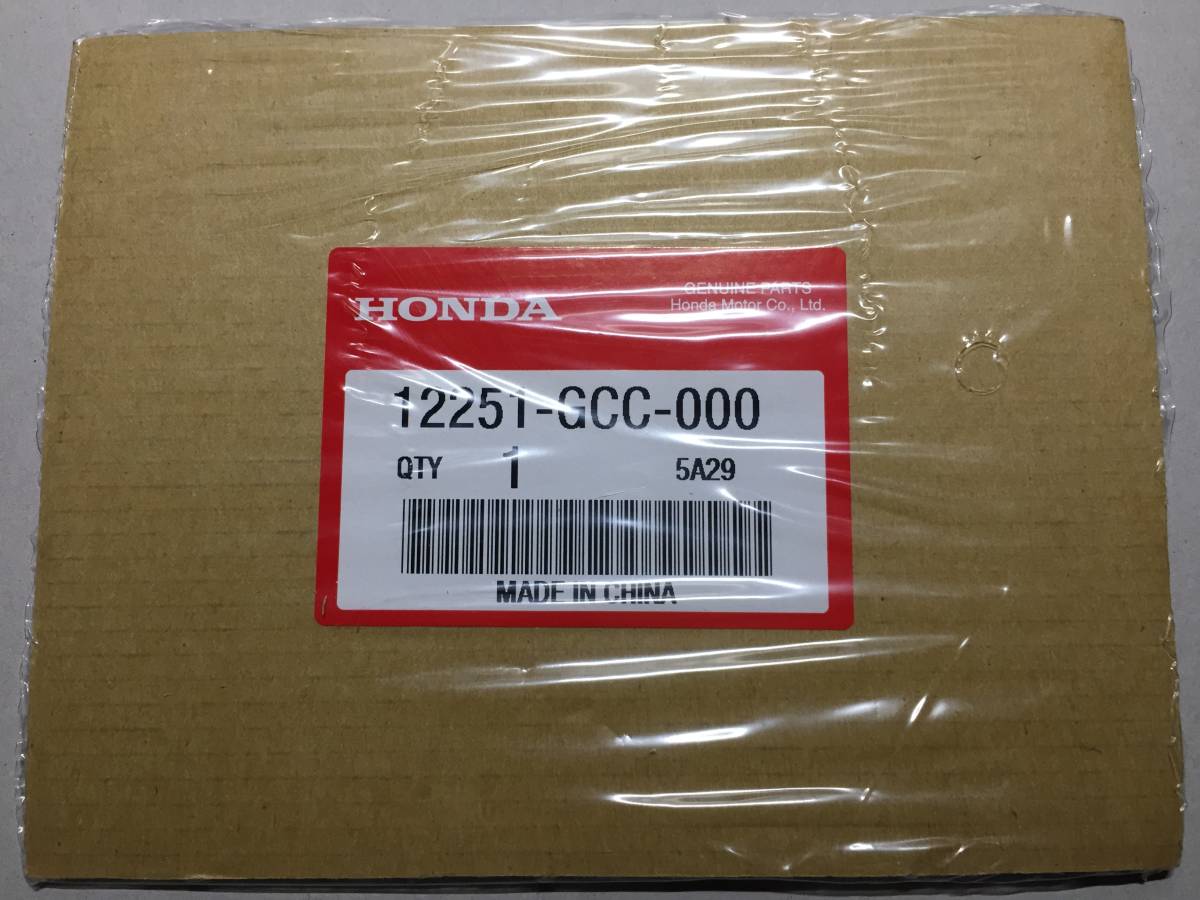 HONDA
GENUINE PARTS
Honda Motor Co., Ltd.
12251-GCC-000
QTY 1 5A29
MADE IN CHINA